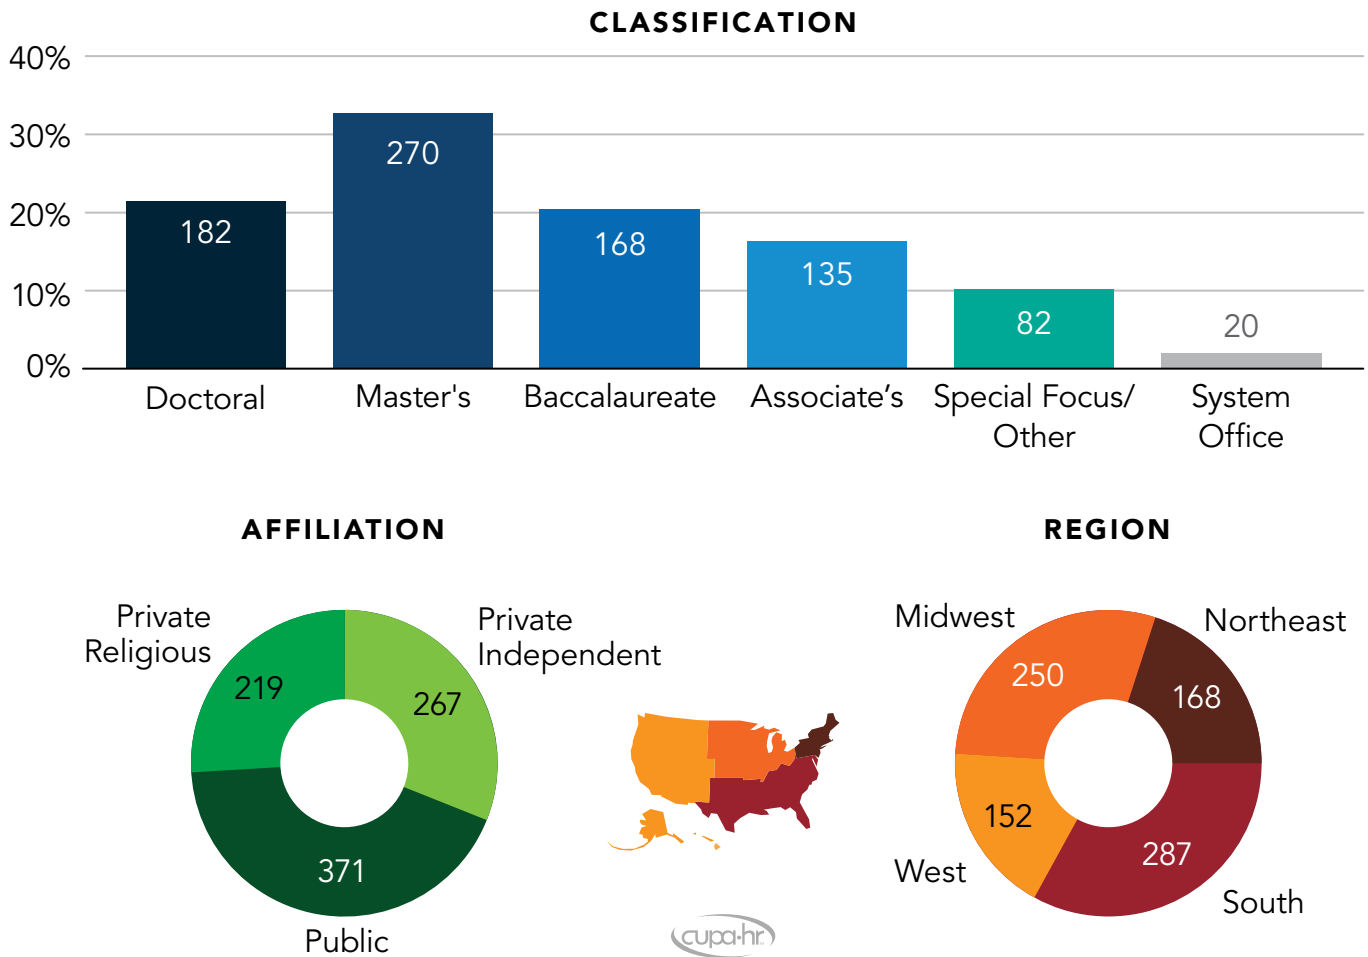 CLASSIFICATION
40%
30%
20%
10%
0%
182
270
168
135
82
20
Doctoral
Master's
Baccalaureate
Associate’s
Special Focus/
Other
System
Office
AFFILIATION
Private
Religious
Private
Independent
219
267
371
Public
REGION
Midwest
Northeast
250
168
152
287
West
South
cupa-hr